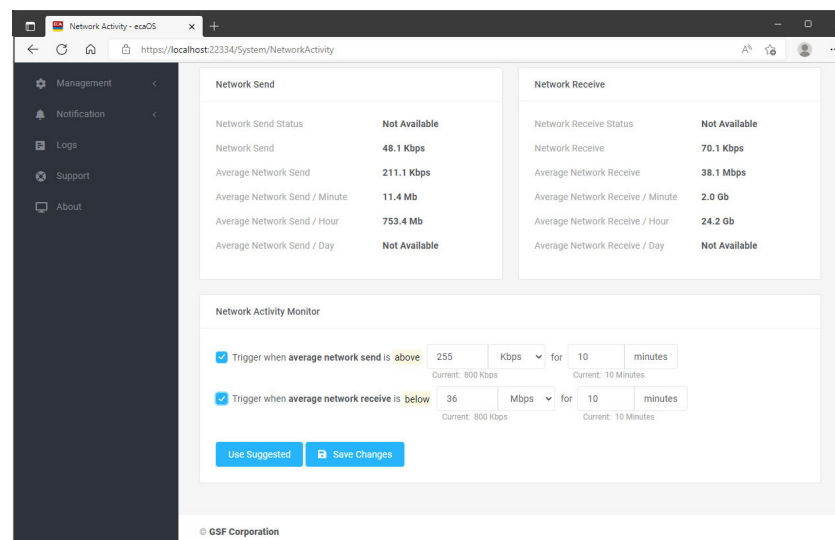 Network Activity - ecaOS
https://localhost:22334/System/NetworkActivity
Management
Notification
Logs
Support
About
Network Send
Network Send Status Not Available
Network Send 48.1 Kbps
Average Network Send 211.1 Kbps
Average Network Send / Minute 11.4 Mb
Average Network Send / Hour 753.4 Mb
Average Network Send / Day Not Available
Network Receive
Network Receive Status Not Available
Network Receive 70.1 Kbps
Average Network Receive 38.1 Mbps
Average Network Receive / Minute 2.0 Gb
Average Network Receive / Hour 24.2 Gb
Average Network Receive / Day Not Available
Network Activity Monitor
Trigger when average network send is above 255 Kbps for 10 minutes
Current: 800 Kbps Current: 10 Minutes
Trigger when average network receive is below 36 Mbps for 10 minutes
Current: 800 Kbps Current: 10 Minutes
Use Suggested Save Changes
© GSF Corporation